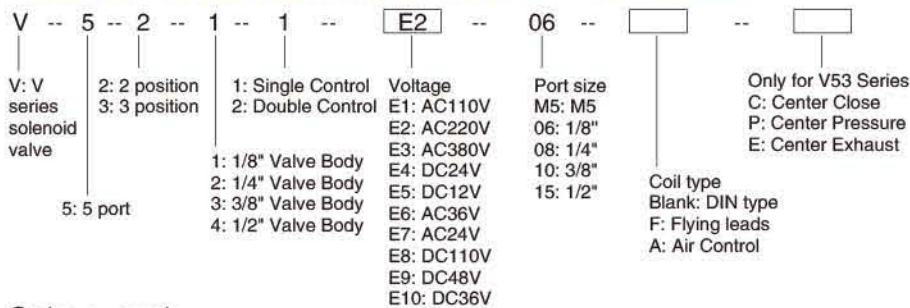 V -- 5 -- 2 -- 1 -- 1 -- E2 -- 06 -- --
V: V
series
solenoid
valve
5: 5 port
2: 2 position
3: 3 position
1: 1/8" Valve Body
2: 1/4" Valve Body
3: 3/8" Valve Body
4: 1/2" Valve Body
1: Single Control
2: Double Control
Voltage
E1: AC110V
E2: AC220V
E3: AC380V
E4: DC24V
E5: DC12V
E6: AC36V
E7: AC24V
E8: DC110V
E9: DC48V
E10: DC36V
Port size
M5: M5
06: 1/8"
08: 1/4"
10: 3/8"
15: 1/2"
Coil type
Blank: DIN type
F: Flying leads
A: Air Control
Only for V53 Series
C: Center Close
P: Center Pressure
E: Center Exhaust